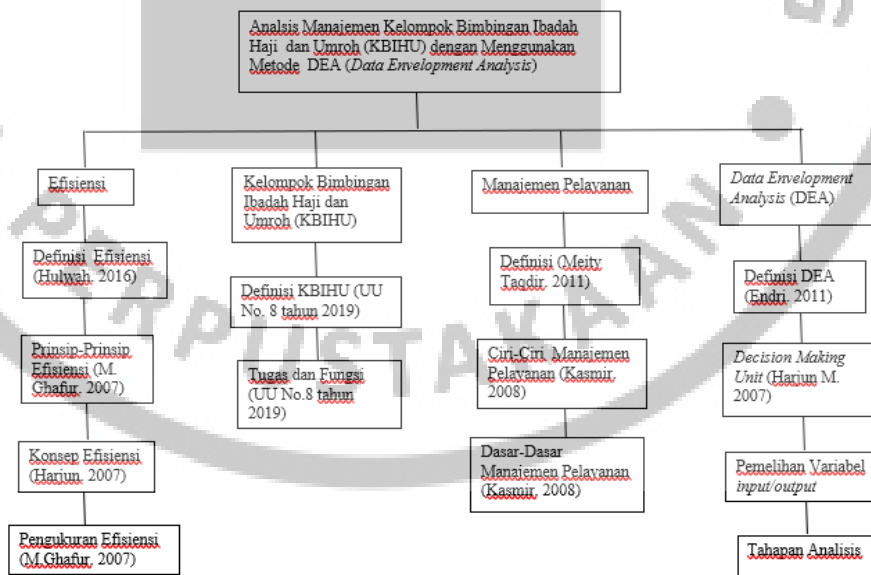 Analsis Manajemen Kelompok Bimbingan Ibadah
Haji dan Umroh (KBIHU) dengan Menggunakan
Metode DEA (Data Envelopment Analysis)
Efisiensi
Definisi Efisiensi
(Hulwah, 2016)
Prinsip-Prinsip
Efisiensi (M.
Ghafur, 2007)
Konsep Efisiensi
(Harjun, 2007)
Pengukuran Efisiensi
(M.Ghafur, 2007)
Kelompok Bimbingan
Ibadah Haji dan
Umroh (KBIHU)
Definisi KBIHU (UU
No. 8 tahun 2019)
Tugas dan Fungsi
(UU No.8 tahun
2019)
Manajemen Pelayanan
Definisi (Meity
Taqdir, 2011)
Ciri-Ciri Manajemen
Pelayanan (Kasmir,
2008)
Dasar-Dasar
Manajemen Pelayanan
(Kasmir, 2008)
Data Envelopment
Analysis (DEA)
Definisi DEA
(Endri, 2011)
Decision Making
Unit (Harjun M.
2007)
Pemelihan Variabel
input/output
Tahapan Analisis
PERPUSTAKAAN